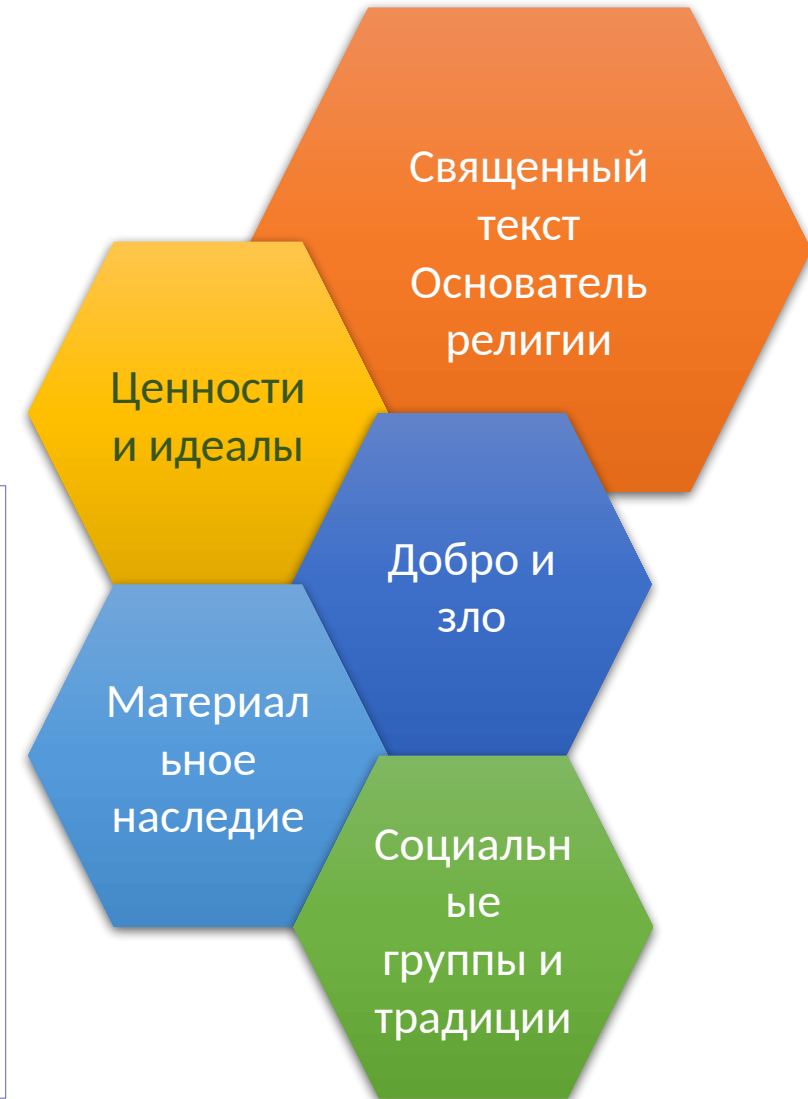 Священный
текст
Основатель
религии
Ценности
и идеалы
Добро и
зло
Материал
ьное
наследие
Социальн
ые
группы и
традиции